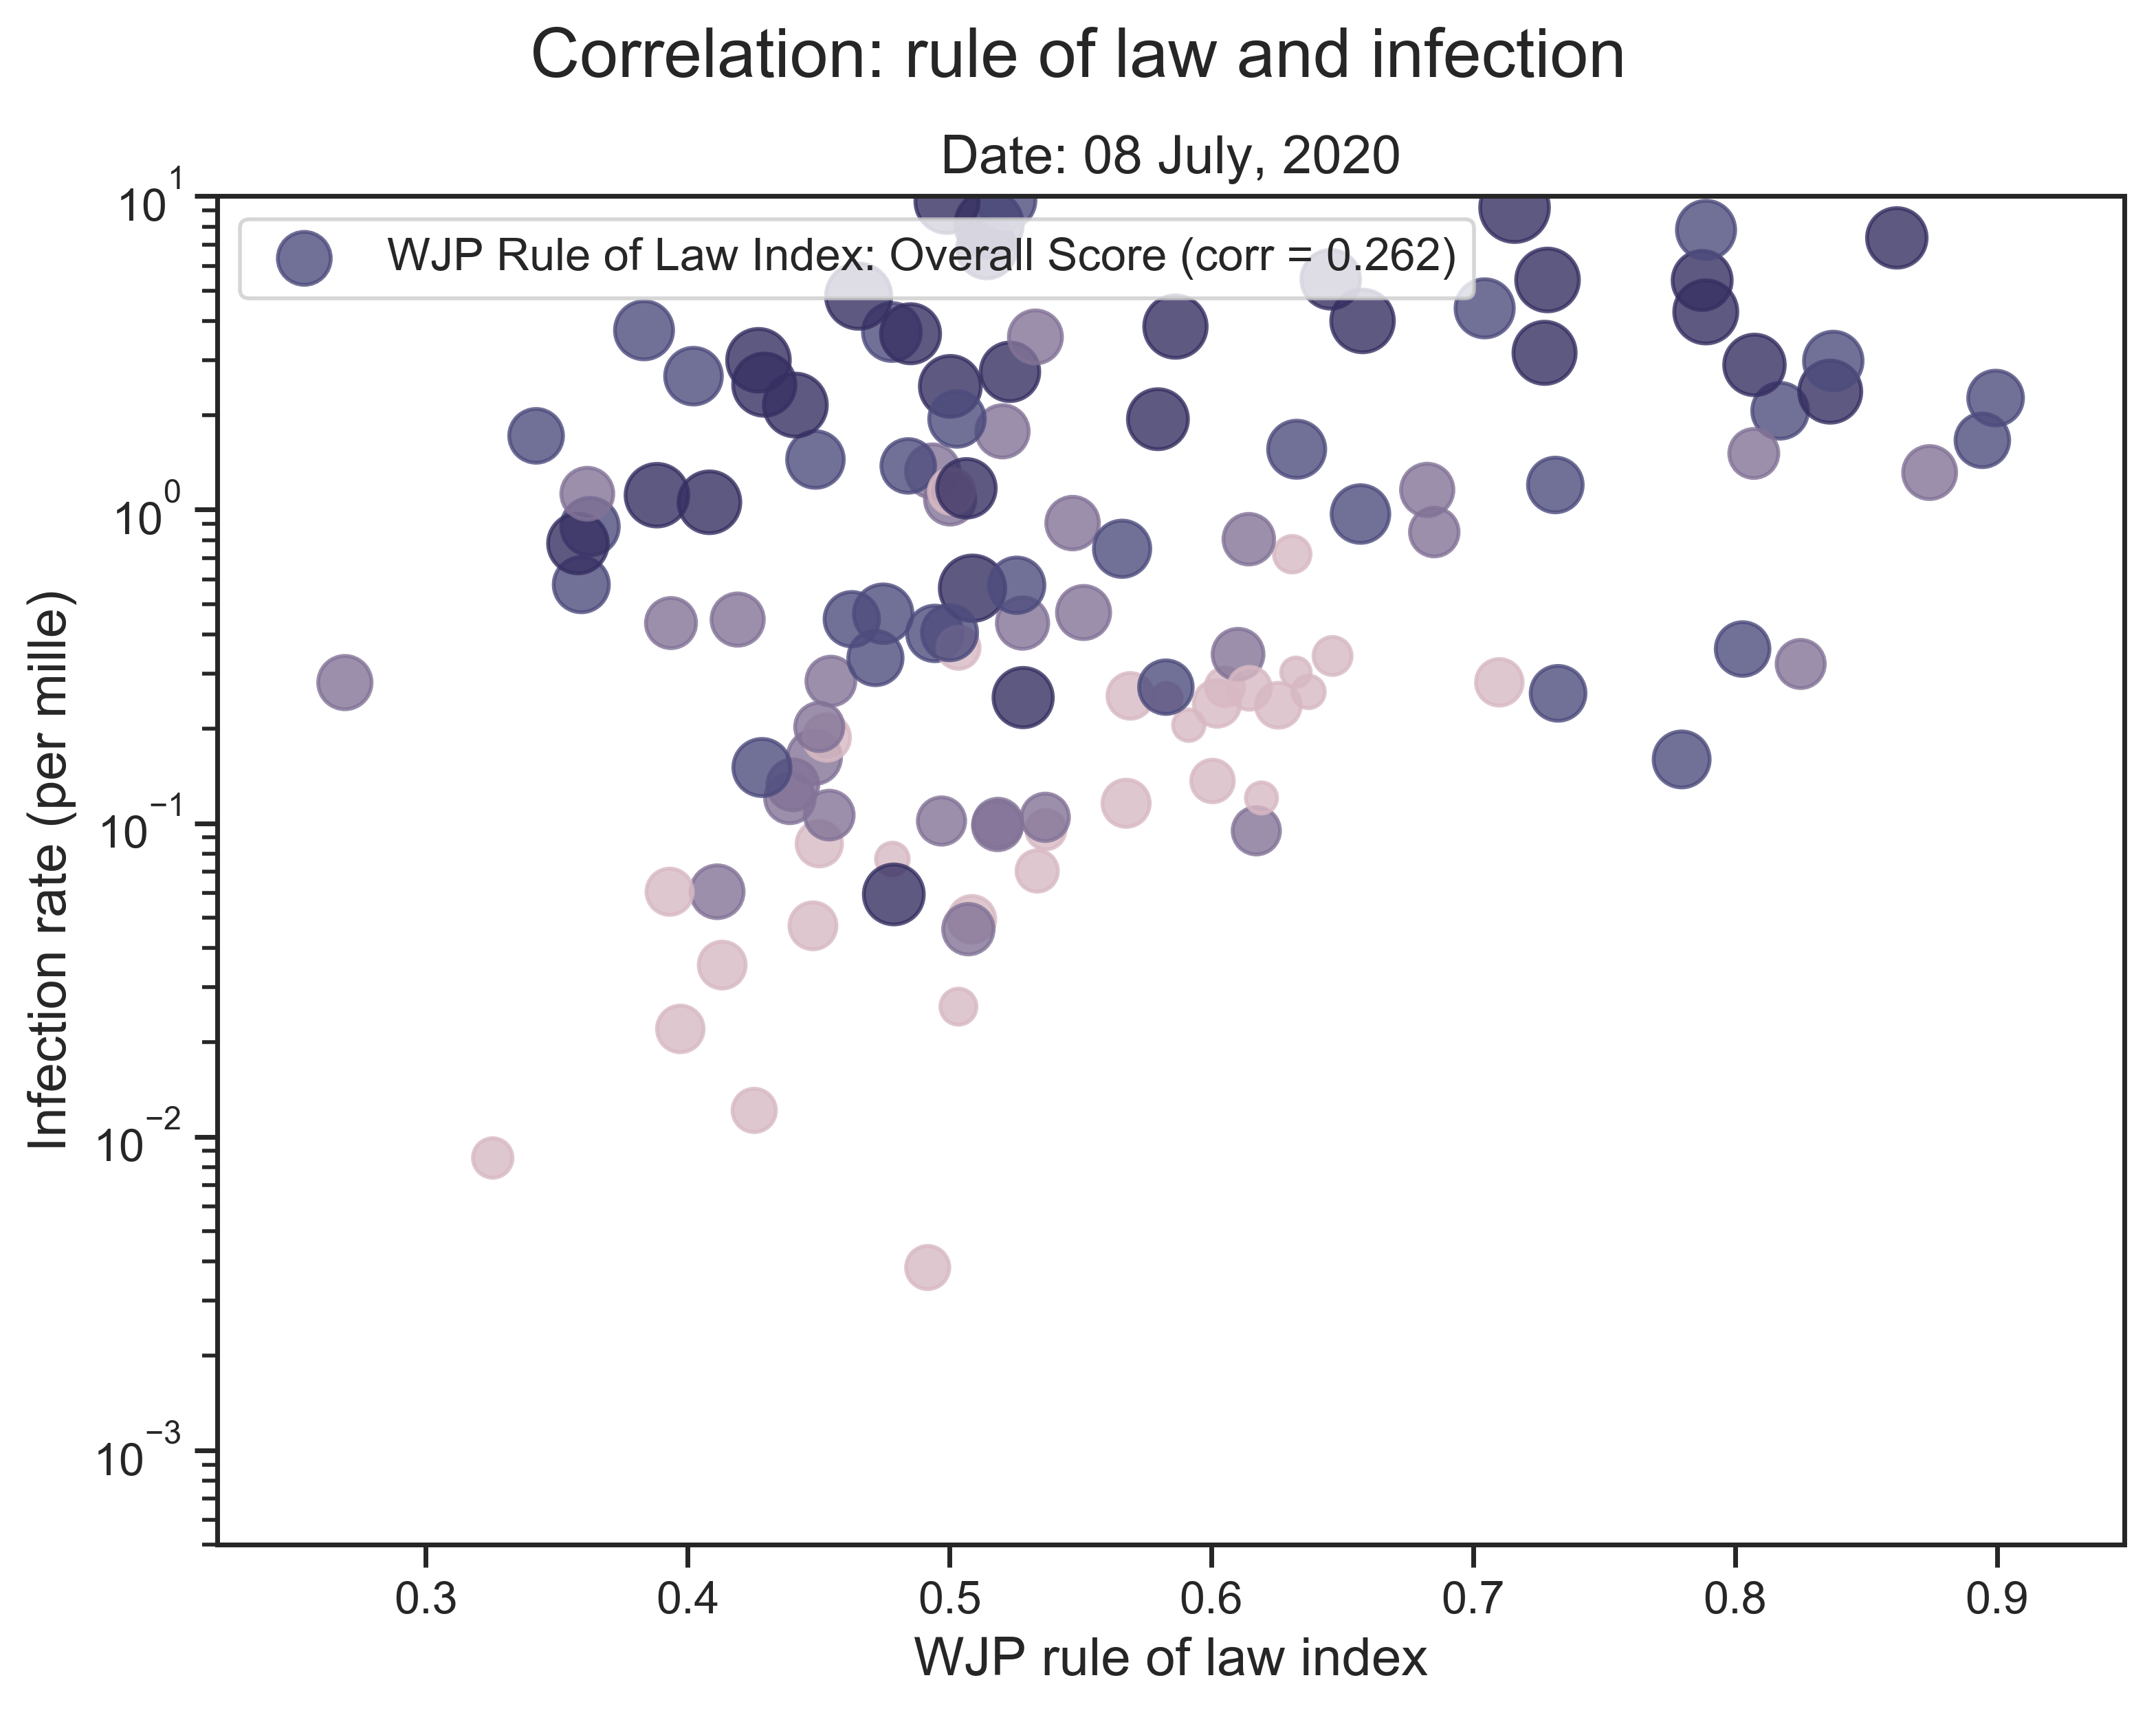 Correlation: rule of law and infection
Date: 08 July, 2020
WJP Rule of Law Index: Overall Score (corr = 0.262)
Infection rate (per mille)
10^1
10^0
10^−1
10^−2
10^−3
0.3 0.4 0.5 0.6 0.7 0.8 0.9
WJP rule of law index